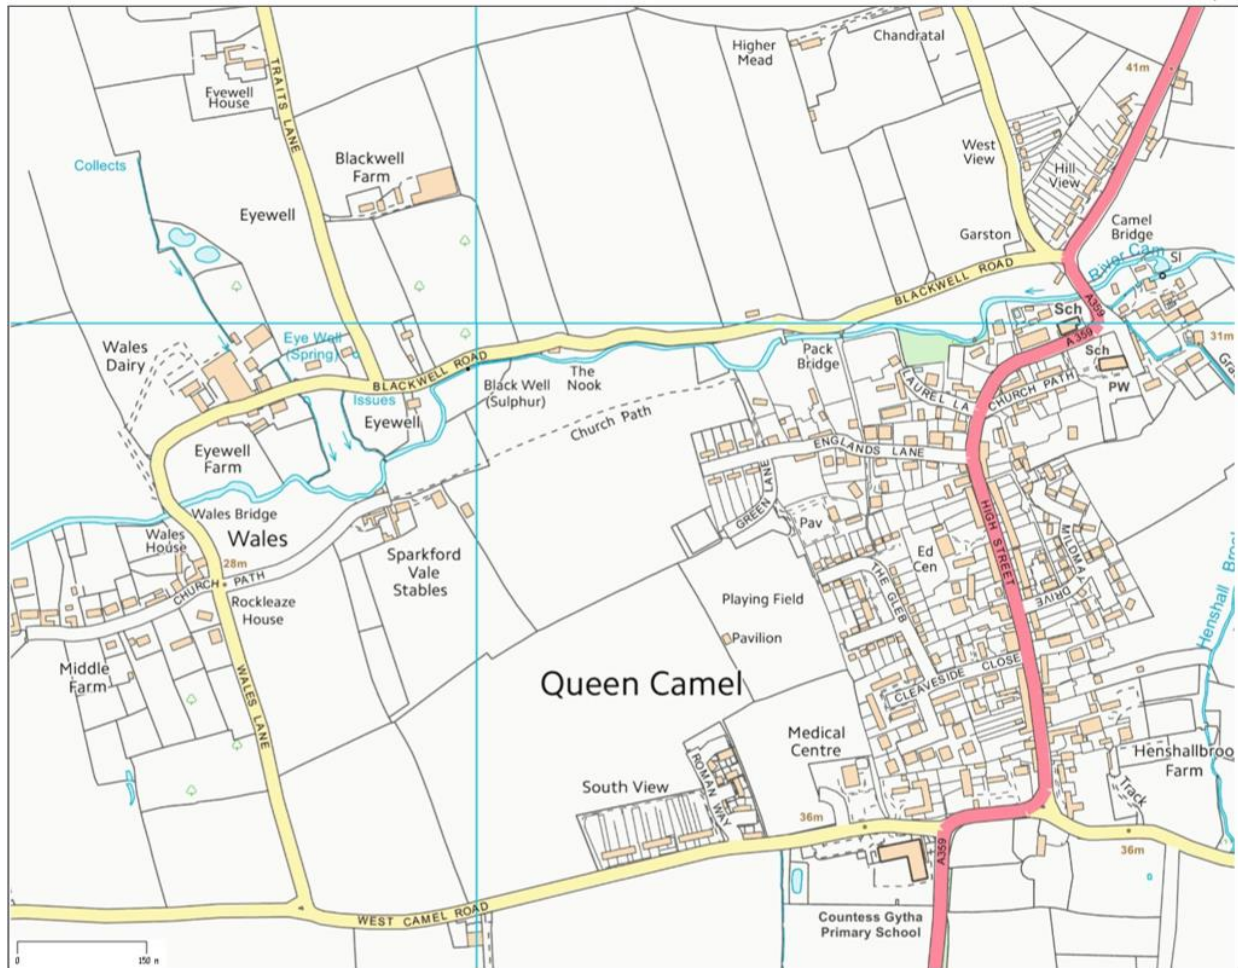 Higher
Mead
Chandratal
41m
Eyewell
House
TRAITS LANE
Collects
Blackwell
Farm
West
View
Hill
View
Eyewell
Garston
Camel
Bridge
River Cam
Sl
BLACKWELL ROAD
A359
Sch
31m
Wales
Dairy
Eye Well
(Spring)
BLACKWELL ROAD
The
Nook
Pack
Bridge
A359
Sch
PW
Gra
Black Well
(Sulphur)
Issues
Eyewell
LAUREL LA
CHURCH PATH
Church Path
Eyewell
Farm
ENGLANDS LANE
GREEN LANE
HIGH STREET
Wales Bridge
Wales
House
Wales
Pav
Ed
Cen
MILDMA
DRIVE
Henshall Broo
28m
CHURCH PATH
Sparkford
Vale
Stables
THE GLEB
Rockleaze
House
Playing Field
Pavilion
Middle
Farm
WALES LANE
Queen Camel
CLEAVESIDE CLOSE
Medical
Centre
Henshallbroo
Farm
ROMAN WAY
South View
Track
36m
36m
A359
WEST CAMEL ROAD
Countess Gytha
Primary School
0 150 m